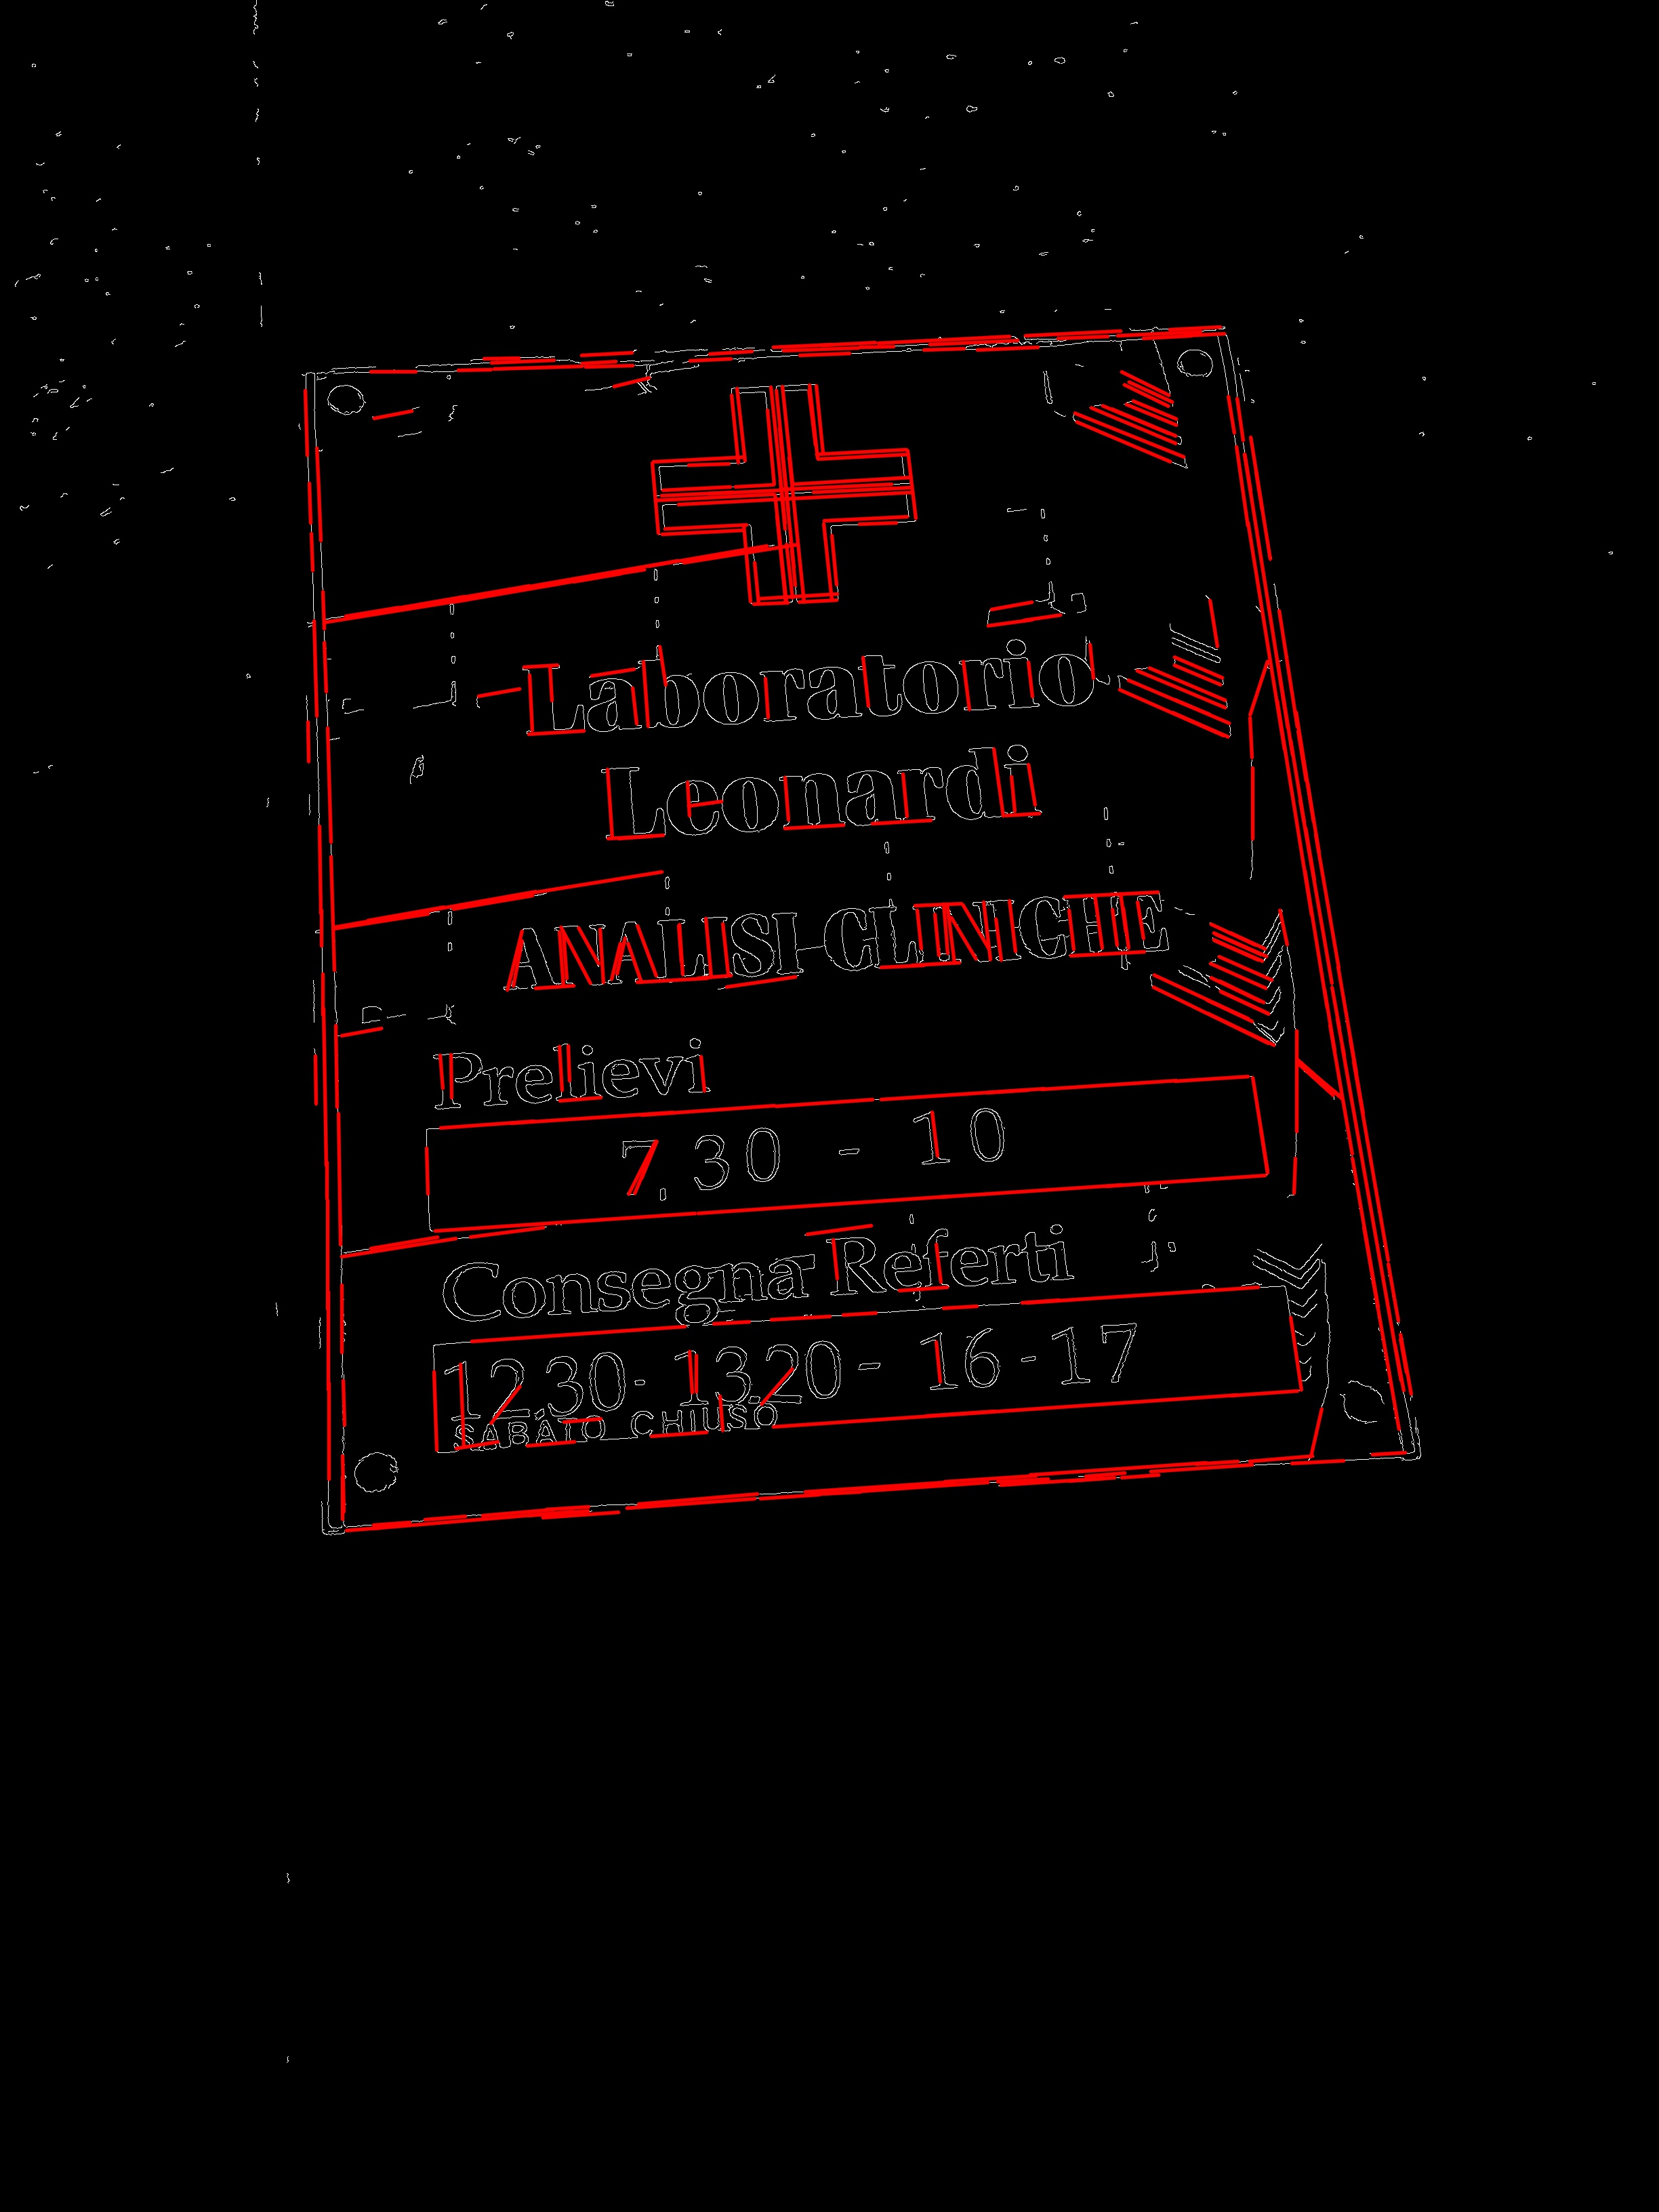 Laboratorio
Leonardi
ANALISI CLINICHE
Prelievi
7,30 - 10
Consegna Referti
12.30 - 13.20 - 16 - 17
SABATO CHIUSO